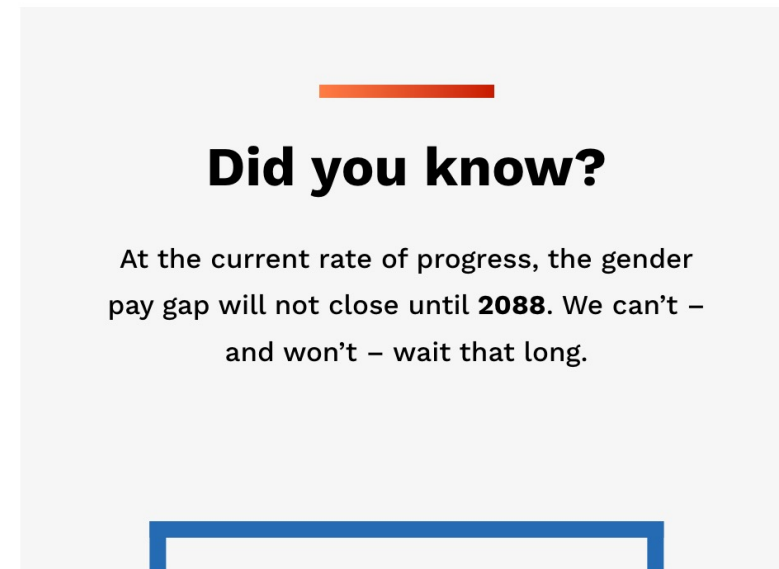 Did you know?
At the current rate of progress, the gender
pay gap will not close until 2088. We can’t –
and won’t – wait that long.